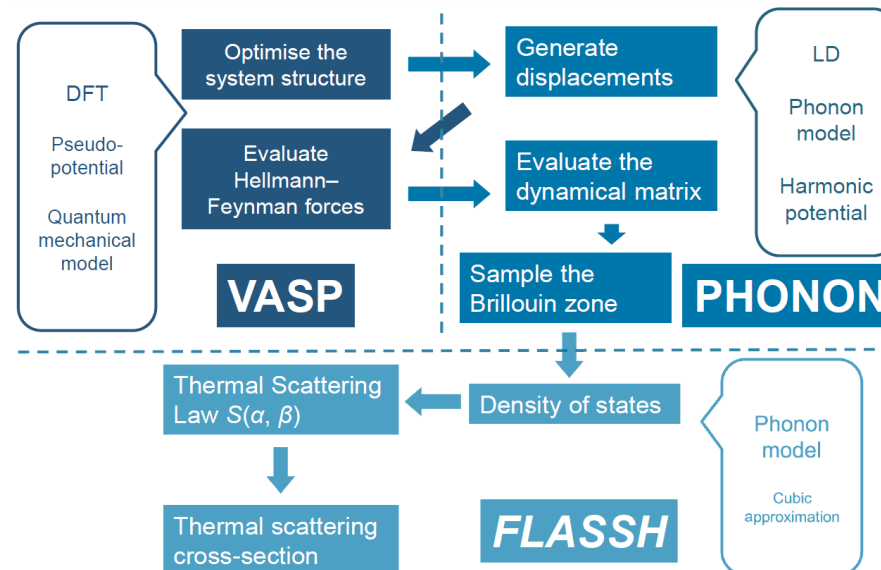 DFT
Pseudo-
potential
Quantum
mechanical
model
Optimise the
system structure
Evaluate
Hellmann–
Feynman forces
VASP
Generate
displacements
Evaluate the
dynamical matrix
Sample the
Brillouin zone
PHONON
LD
Phonon
model
Harmonic
potential
Thermal Scattering
Law S(α, β)
Density of states
Thermal scattering
cross-section
FLASSH
Phonon
model
Cubic
approximation